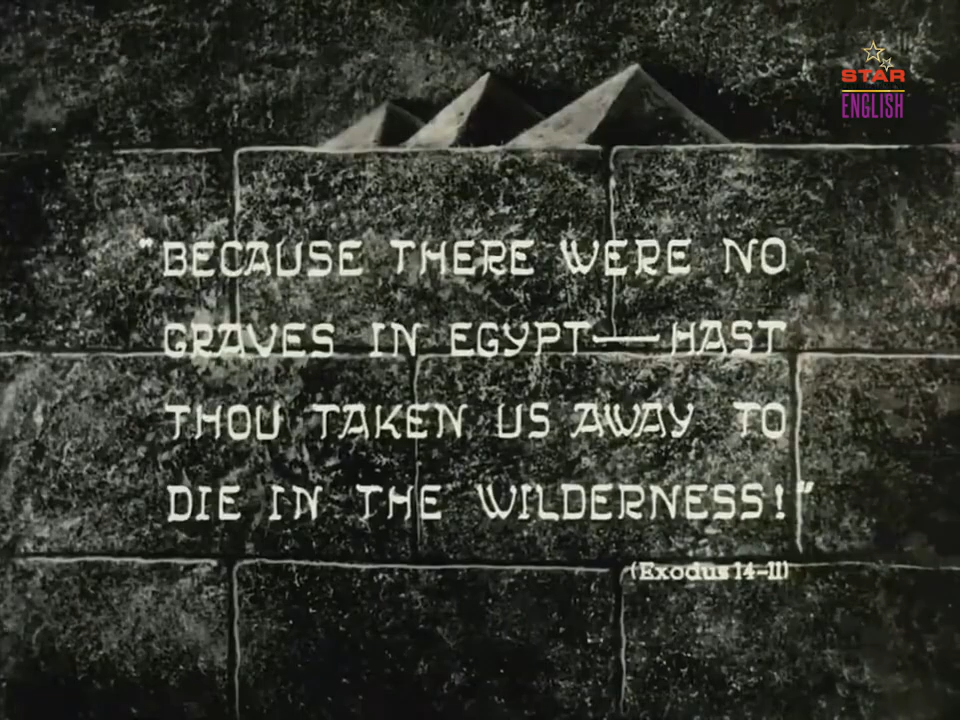 STAR
ENGLISH
"BECAUSE THERE WERE NO
GRAVES IN EGYPT—HAST
THOU TAKEN US AWAY TO
DIE IN THE WILDERNESS!"
(Exodus 14-11)